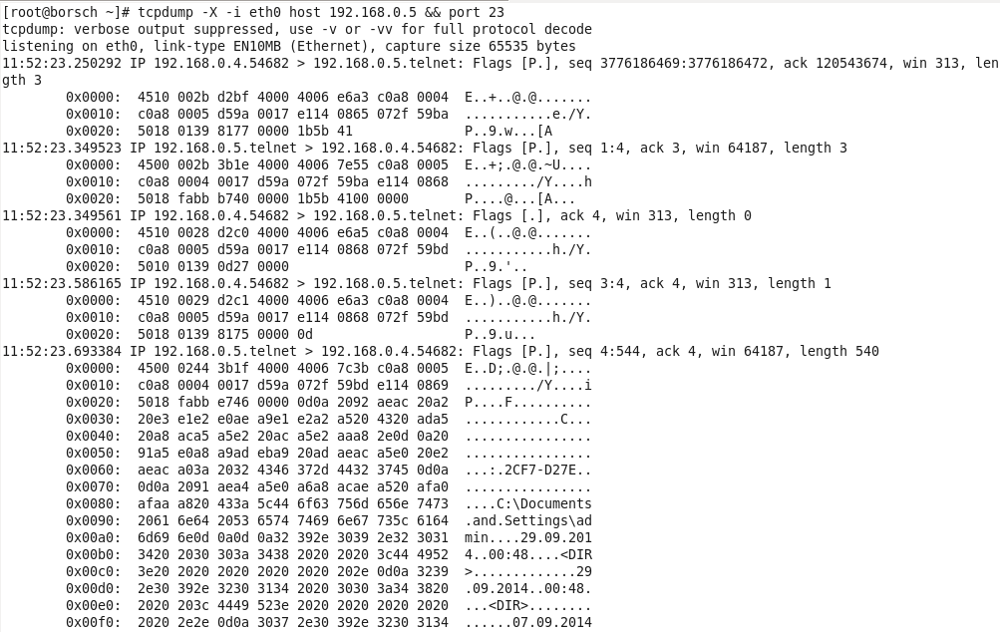 [root@borsch ~]# tcpdump -X -i eth0 host 192.168.0.5 && port 23
tcpdump: verbose output suppressed, use -v or -vv for full protocol decode
listening on eth0, link-type EN10MB (Ethernet), capture size 65535 bytes
11:52:23.250292 IP 192.168.0.4.54682 > 192.168.0.5.telnet: Flags [P.], seq 3776186469:3776186472, ack 120543674, win 313, len
gth 3
        0x0000:  4510 002b d2bf 4000 4006 e6a3 c0a8 0004  E..+..@.@.......
        0x0010:  c0a8 0005 d59a 0017 e114 0865 072f 59ba  ...........e./Y.
        0x0020:  5018 0139 8177 0000 1b5b 41              P..9.w...[A
11:52:23.349523 IP 192.168.0.5.telnet > 192.168.0.4.54682: Flags [P.], seq 1:4, ack 3, win 64187, length 3
        0x0000:  4500 002b 3b1e 4000 4006 7e55 c0a8 0005  E..+;.@.@.~U....
        0x0010:  c0a8 0004 0017 d59a 072f 59ba e114 0868  ........./Y....h
        0x0020:  5018 fabb b740 0000 1b5b 4100 0000       P....@...[A...
11:52:23.349561 IP 192.168.0.4.54682 > 192.168.0.5.telnet: Flags [.], ack 4, win 313, length 0
        0x0000:  4510 0028 d2c0 4000 4006 e6a5 c0a8 0004  E..(..@.@.......
        0x0010:  c0a8 0005 d59a 0017 e114 0868 072f 59bd  ...........h./Y.
        0x0020:  5010 0139 0d27 0000                      P..9.'..
11:52:23.586165 IP 192.168.0.4.54682 > 192.168.0.5.telnet: Flags [P.], seq 3:4, ack 4, win 313, length 1
        0x0000:  4510 0029 d2c1 4000 4006 e6a3 c0a8 0004  E..)..@.@.......
        0x0010:  c0a8 0005 d59a 0017 e114 0868 072f 59bd  ...........h./Y.
        0x0020:  5018 0139 8175 0000 0d                   P..9.u...
11:52:23.693384 IP 192.168.0.5.telnet > 192.168.0.4.54682: Flags [P.], seq 4:544, ack 4, win 64187, length 540
        0x0000:  4500 0244 3b1f 4000 4006 7c3b c0a8 0005  E..D;.@.@.|;....
        0x0010:  c0a8 0004 0017 d59a 072f 59bd e114 0869  ........./Y....i
        0x0020:  5018 fabb e746 0000 0d0a 2092 aeac 20a2  P....F..........
        0x0030:  20e3 e1e2 e0ae a9e1 e2a2 a520 4320 ada5  ............C...
        0x0040:  20a8 aca5 a5e2 20ac a5e2 aaa8 2e0d 0a20  ................
        0x0050:  91a5 e0a8 a9ad eba9 20ad aeac a5e0 20e2  ................
        0x0060:  aeac a03a 2032 4346 372d 4432 3745 0d0a  ...:.2CF7-D27E..
        0x0070:  0d0a 2091 aea4 a5e0 a6a8 acae a520 afa0  ................
        0x0080:  afaa a820 433a 5c44 6f63 756d 656e 7473  ....C:\Documents
        0x0090:  2061 6e64 2053 6574 7469 6e67 735c 6164  .and.Settings\ad
        0x00a0:  6d69 6e0d 0a0d 0a32 392e 3039 2e32 3031  min....29.09.201
        0x00b0:  3420 2030 303a 3438 2020 2020 3c44 4952  4..00:48....<DIR
        0x00c0:  3e20 2020 2020 2020 2020 202e 0d0a 3239  >.............29
        0x00d0:  2e30 392e 3230 3134 2020 3030 3a34 3820  .09.2014..00:48.
        0x00e0:  2020 203c 4449 523e 2020 2020 2020 2020  ...<DIR>........
        0x00f0:  2020 2e2e 0d0a 3037 2e30 392e 3230 3134  ......07.09.2014